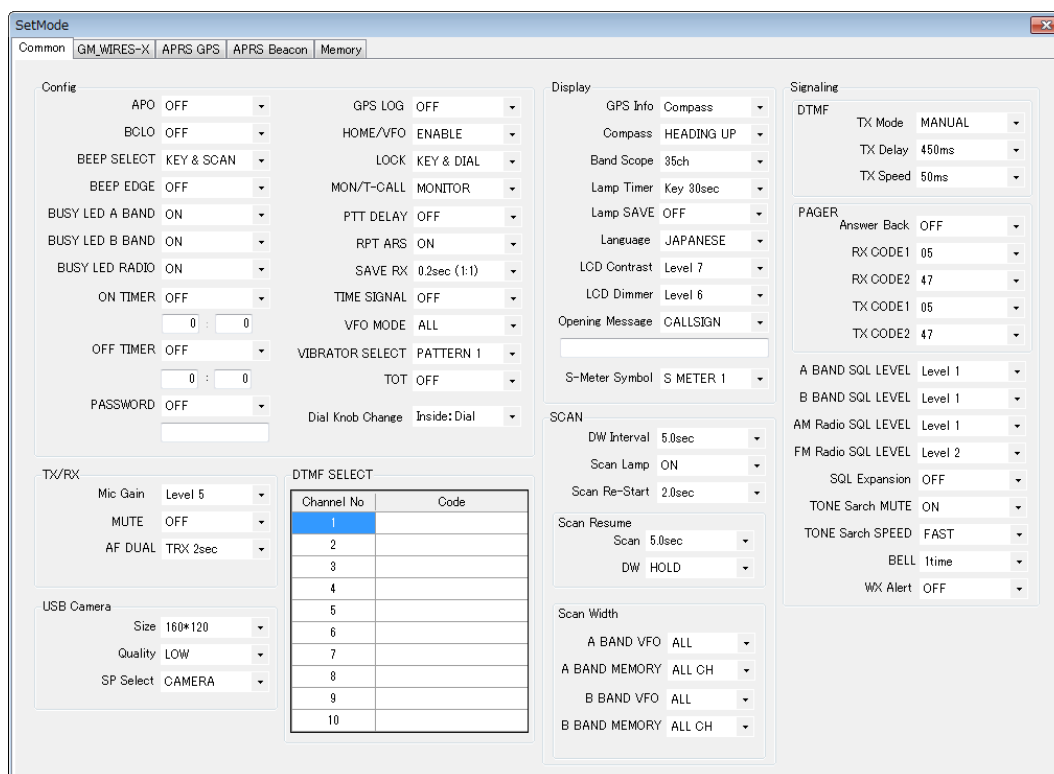 SetMode
Common GM_WIRES-X APRS GPS APRS Beacon Memory
Config
APO OFF
BCLO OFF
BEEP SELECT KEY & SCAN
BEEP EDGE OFF
BUSY LED A BAND ON
BUSY LED B BAND ON
BUSY LED RADIO ON
ON TIMER OFF
0 : 0
OFF TIMER OFF
0 : 0
PASSWORD OFF
GPS LOG OFF
HOME/VFO ENABLE
LOCK KEY & DIAL
MON/T-CALL MONITOR
PTT DELAY OFF
RPT ARS ON
SAVE RX 0.2sec (1:1)
TIME SIGNAL OFF
VFO MODE ALL
VIBRATOR SELECT PATTERN 1
TOT OFF
Dial Knob Change Inside:Dial
TX/RX
Mic Gain Level 5
MUTE OFF
AF DUAL TRX 2sec
USB Camera
Size 160*120
Quality LOW
SP Select CAMERA
DTMF SELECT
Channel No Code
1
2
3
4
5
6
7
8
9
10
Display
GPS Info Compass
Compass HEADING UP
Band Scope 35ch
Lamp Timer Key 30sec
Lamp SAVE OFF
Language JAPANESE
LCD Contrast Level 7
LCD Dimmer Level 6
Opening Message CALLSIGN
S-Meter Symbol S METER 1
SCAN
DW Interval 5.0sec
Scan Lamp ON
Scan Re-Start 2.0sec
Scan Resume
Scan 5.0sec
DW HOLD
Scan Width
A BAND VFO ALL
A BAND MEMORY ALL CH
B BAND VFO ALL
B BAND MEMORY ALL CH
Signaling
DTMF
TX Mode MANUAL
TX Delay 450ms
TX Speed 50ms
PAGER
Answer Back OFF
RX CODE1 05
RX CODE2 47
TX CODE1 05
TX CODE2 47
A BAND SQL LEVEL Level 1
B BAND SQL LEVEL Level 1
AM Radio SQL LEVEL Level 1
FM Radio SQL LEVEL Level 2
SQL Expansion OFF
TONE Sarch MUTE ON
TONE Sarch SPEED FAST
BELL 1time
WX Alert OFF